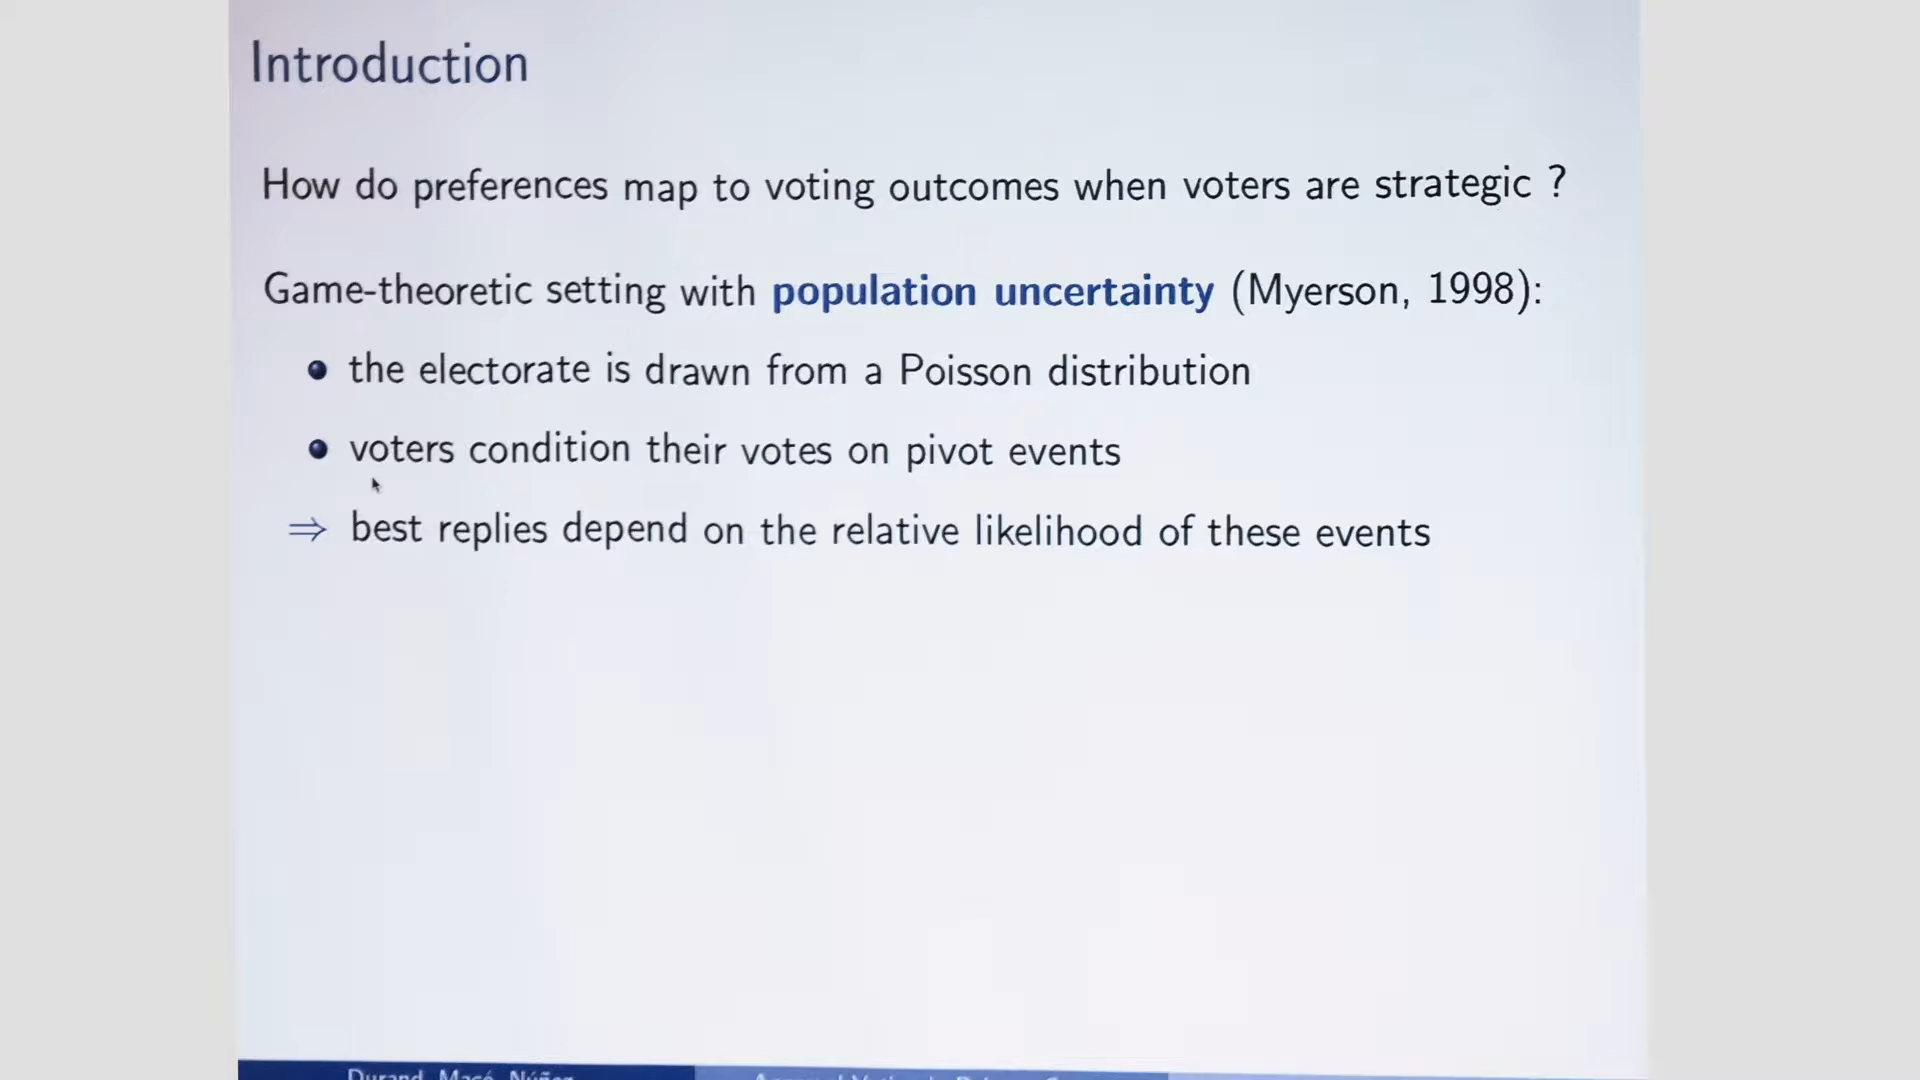 Introduction
How do preferences map to voting outcomes when voters are strategic ?
Game-theoretic setting with population uncertainty (Myerson, 1998):
• the electorate is drawn from a Poisson distribution
• voters condition their votes on pivot events
⇒ best replies depend on the relative likelihood of these events
Durand, Macé, Núñez